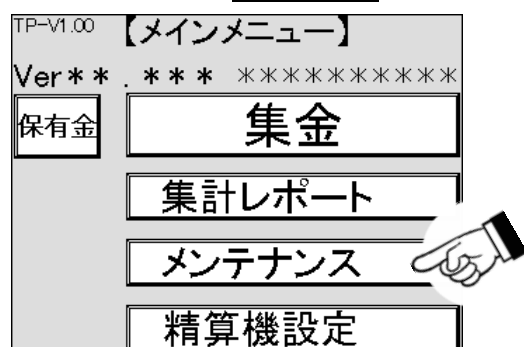 TP-V1.00 【メインメニュー】
Ver**.*** **********
保有金 集金
集計レポート
メンテナンス
精算機設定